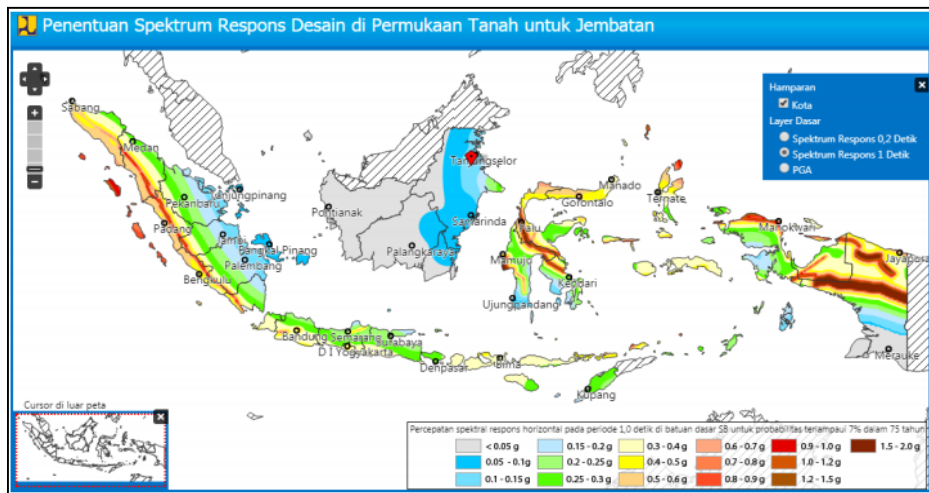 Penentuan Spektrum Respons Desain di Permukaan Tanah untuk Jembatan
Hamparan
Kota
Layer Dasar
Spektrum Respons 0,2 Detik
Spektrum Respons 1 Detik
PGA
Sabang
Medan
Tanjungselor
Manado
Tanjungpinang
Pekanbaru
Gorontalo
Ternate
Pontianak
Samarinda
Padang
Palu
Manokwari
Jambi
Pangkal Pinang
Palangkaraya
Mamuju
Jayapura
Palembang
Bengkulu
Kendari
Ujungpandang
Bandung
Semarang
Surabaya
D I Yogyakarta
Denpasar
Bima
Merauke
Kupang
Cursor di luar peta
Percepatan spektral respons horizontal pada periode 1,0 detik di batuan dasar SB untuk probabilitas terlampaui 7% dalam 75 tahun
< 0.05 g 0.15 - 0.2 g 0.3 - 0.4 g 0.6 - 0.7 g 0.9 - 1.0 g 1.5 - 2.0 g
0.05 - 0.1g 0.2 - 0.25 g 0.4 - 0.5 g 0.7 - 0.8 g 1.0 - 1.2 g
0.1 - 0.15 g 0.25 - 0.3 g 0.5 - 0.6 g 0.8 - 0.9 g 1.2 - 1.5 g